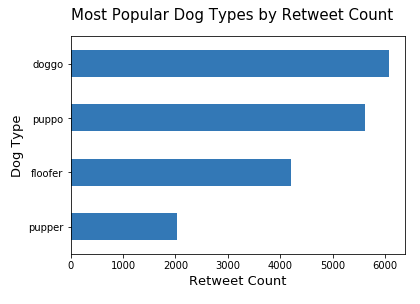 Most Popular Dog Types by Retweet Count
doggo
puppo
floofer
pupper
Dog Type
0 1000 2000 3000 4000 5000 6000
Retweet Count